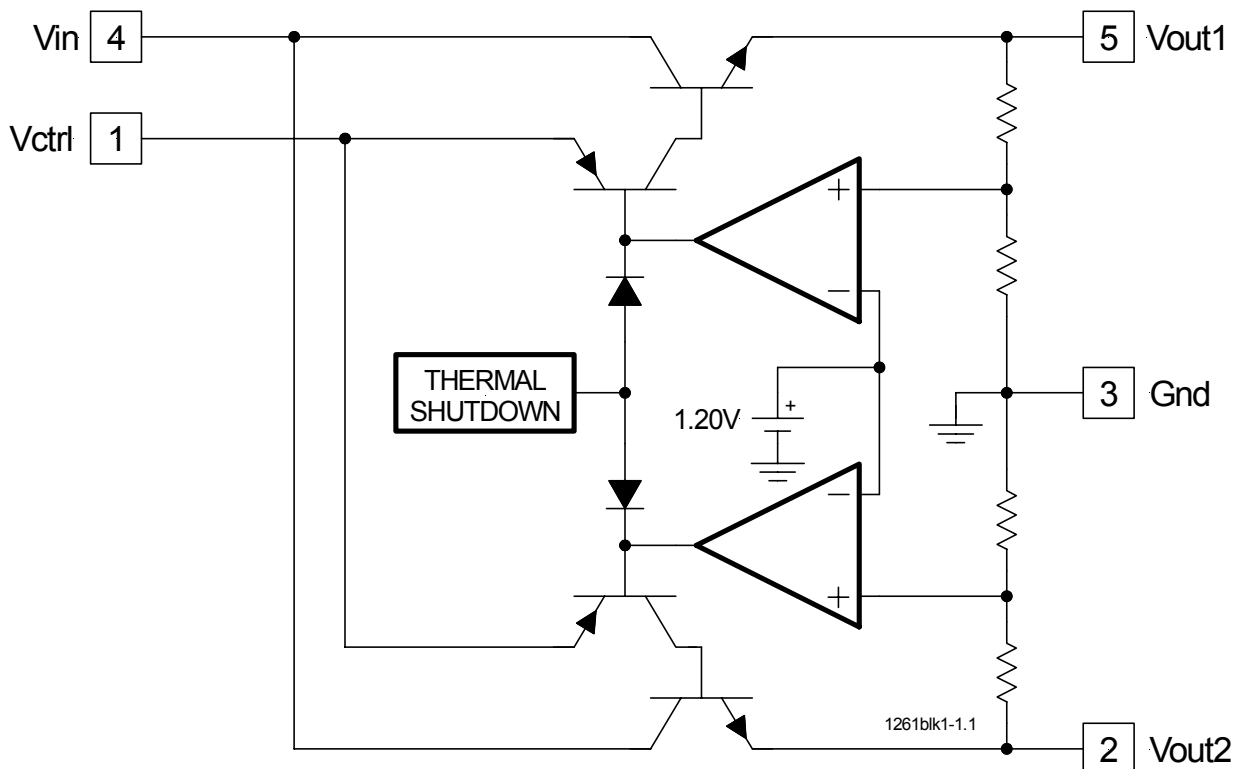 Vin 4
5 Vout1
Vctrl 1
+
−
THERMAL
SHUTDOWN
1.20V
+
3 Gnd
−
+
1261blk1-1.1
2 Vout2